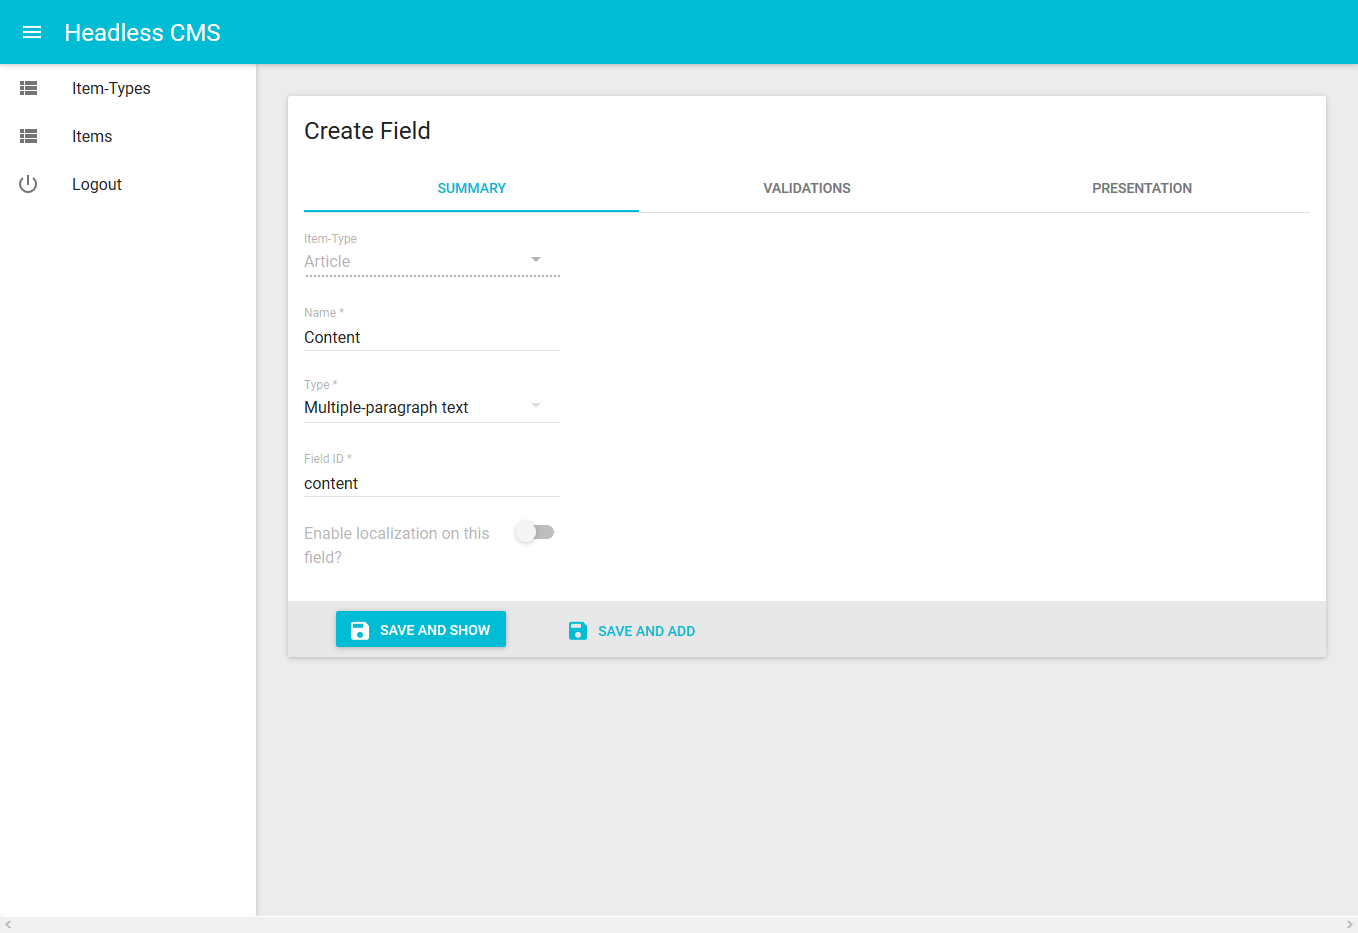 Headless CMS
Item-Types
Items
Logout
Create Field
SUMMARY
VALIDATIONS
PRESENTATION
Item-Type
Article
Name *
Content
Type *
Multiple-paragraph text
Field ID *
content
Enable localization on this
field?
SAVE AND SHOW
SAVE AND ADD